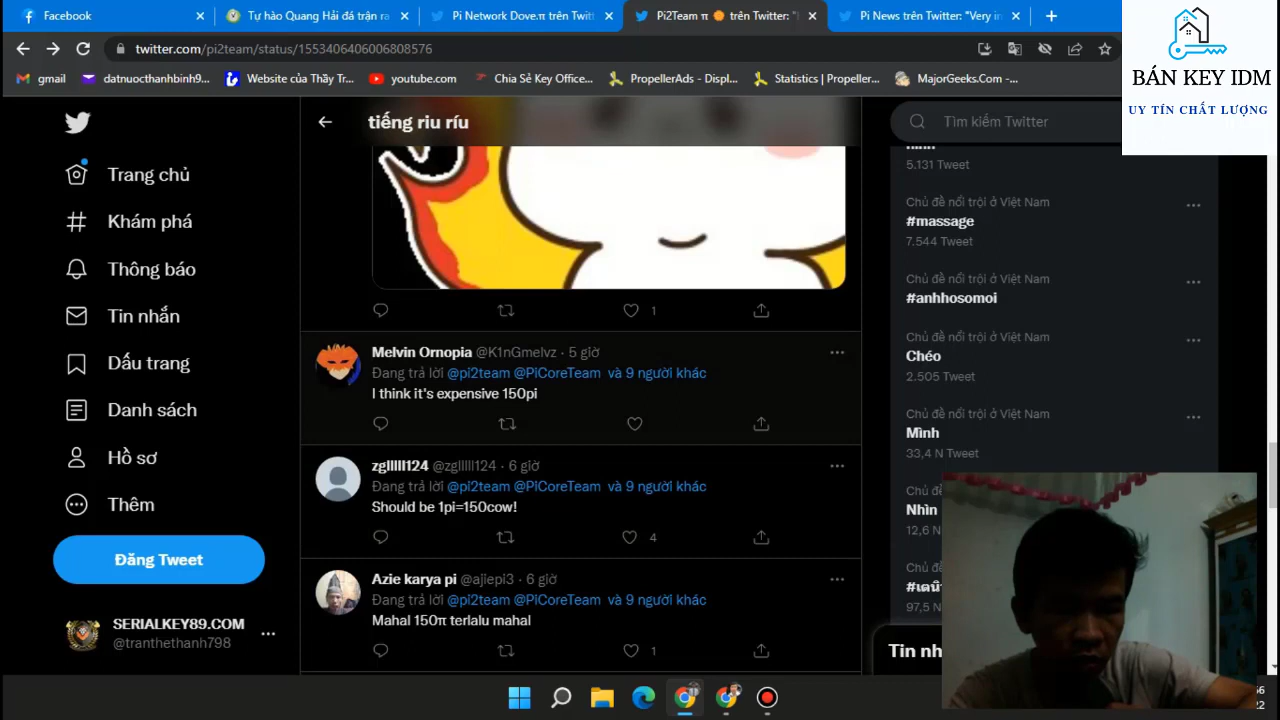 Facebook
Tự hào Quang Hải đá trận ra
Pi Network Dove.π trên Twitt
Pi2Team π 🟠 trên Twitter: "
Pi News trên Twitter: "Very in
twitter.com/pi2team/status/1553406406006808576
gmail
datnuocthanhbinh9...
Website của Thầy Tr...
youtube.com
Chia Sẻ Key Office...
PropellerAds - Displ...
Statistics | Propeller...
MajorGeeks.Com -...
BÁN KEY IDM
UY TÍN CHẤT LƯỢNG
Trang chủ
Khám phá
Thông báo
Tin nhắn
Dấu trang
Danh sách
Hồ sơ
Thêm
Đăng Tweet
SERIALKEY89.COM
@tranthethanh798
tiếng riu ríu
1
Melvin Ornopia @K1nGmelvz · 5 giờ
Đang trả lời @pi2team @PiCoreTeam và 9 người khác
I think it's expensive 150pi
zglllll124 @zglllll124 · 6 giờ
Đang trả lời @pi2team @PiCoreTeam và 9 người khác
Should be 1pi=150cow!
4
Azie karya pi @ajiepi3 · 6 giờ
Đang trả lời @pi2team @PiCoreTeam và 9 người khác
Mahal 150π terlalu mahal
1
Tìm kiếm Twitter
5.131 Tweet
Chủ đề nổi trội ở Việt Nam
#massage
7.544 Tweet
Chủ đề nổi trội ở Việt Nam
#anhhosomoi
Chủ đề nổi trội ở Việt Nam
Chéo
2.505 Tweet
Chủ đề nổi trội ở Việt Nam
Mình
33,4 N Tweet
Chủ
Nhìn
12,6 N
Chủ
97,5 N
Tin nh